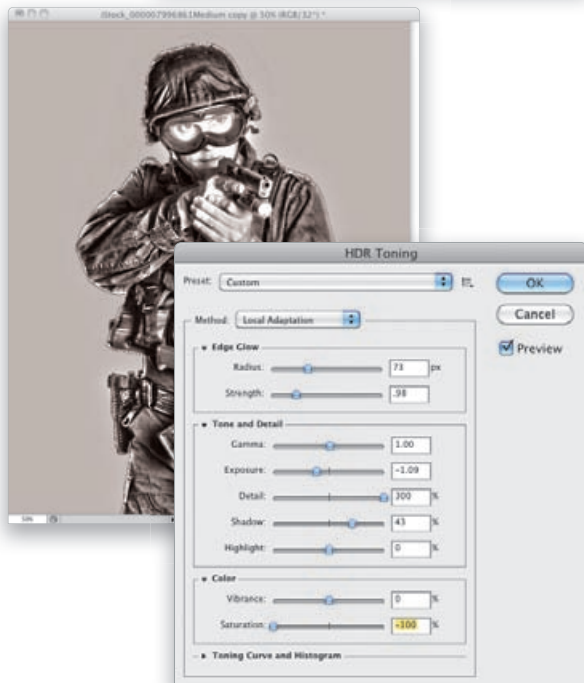 iStock_000007996861Medium copy @ 50% (RGB/32*) *
50%
HDR Toning
Preset: Custom
OK
Cancel
Preview
Method: Local Adaptation
Edge Glow
Radius: 73 px
Strength: .98
Tone and Detail
Gamma: 1.00
Exposure: -1.09
Detail: 300 %
Shadow: 43 %
Highlight: 0 %
Color
Vibrance: 0 %
Saturation: -100 %
Toning Curve and Histogram